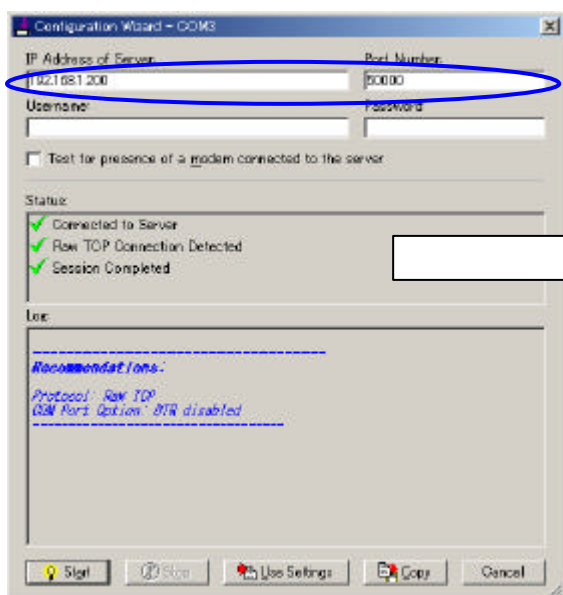 Configuration Wizard - COM3
IP Address of Server: Port Number:
192.168.1.200 50000
Username: Password:
Test for presence of a modem connected to the server
Status:
Connected to Server
Raw TCP Connection Detected
Session Completed
Log:
Recommendations:
Protocol: Raw TCP
COM Port Option: DTR disabled
Start Stop Use Settings Copy Cancel